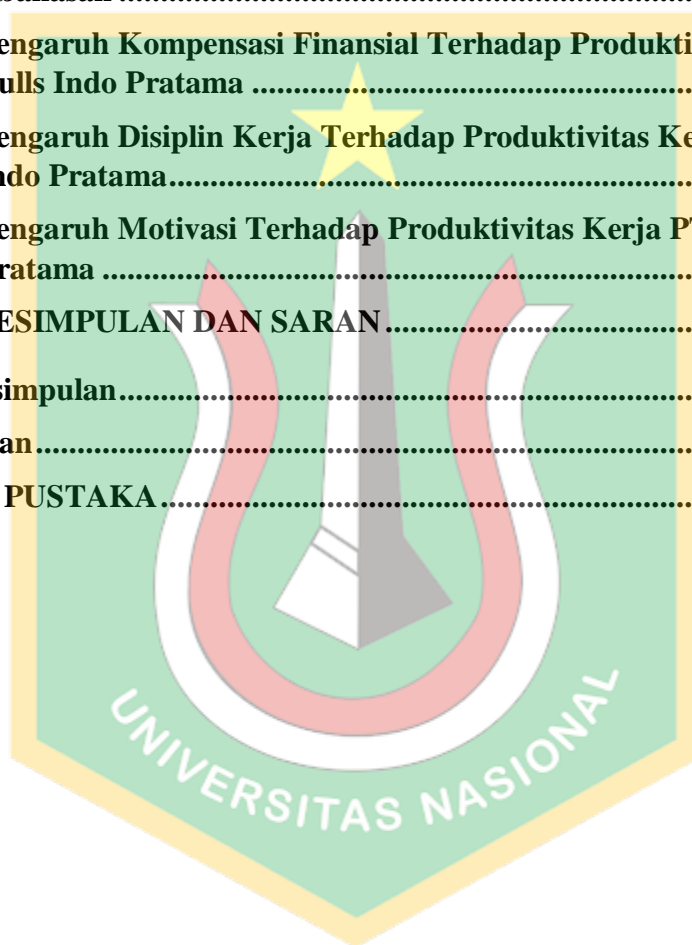 engaruh Kompensasi Finansial Terhadap Produkti
ulls Indo Pratama ..........................................................................
engaruh Disiplin Kerja Terhadap Produktivitas Ke
ndo Pratama..........................................................................
engaruh Motivasi Terhadap Produktivitas Kerja P
ratama ..........................................................................
ESIMPULAN DAN SARAN..........................................................
simpulan..........................................................................
an..........................................................................
PUSTAKA..........................................................................
UNIVERSITAS NASIONAL